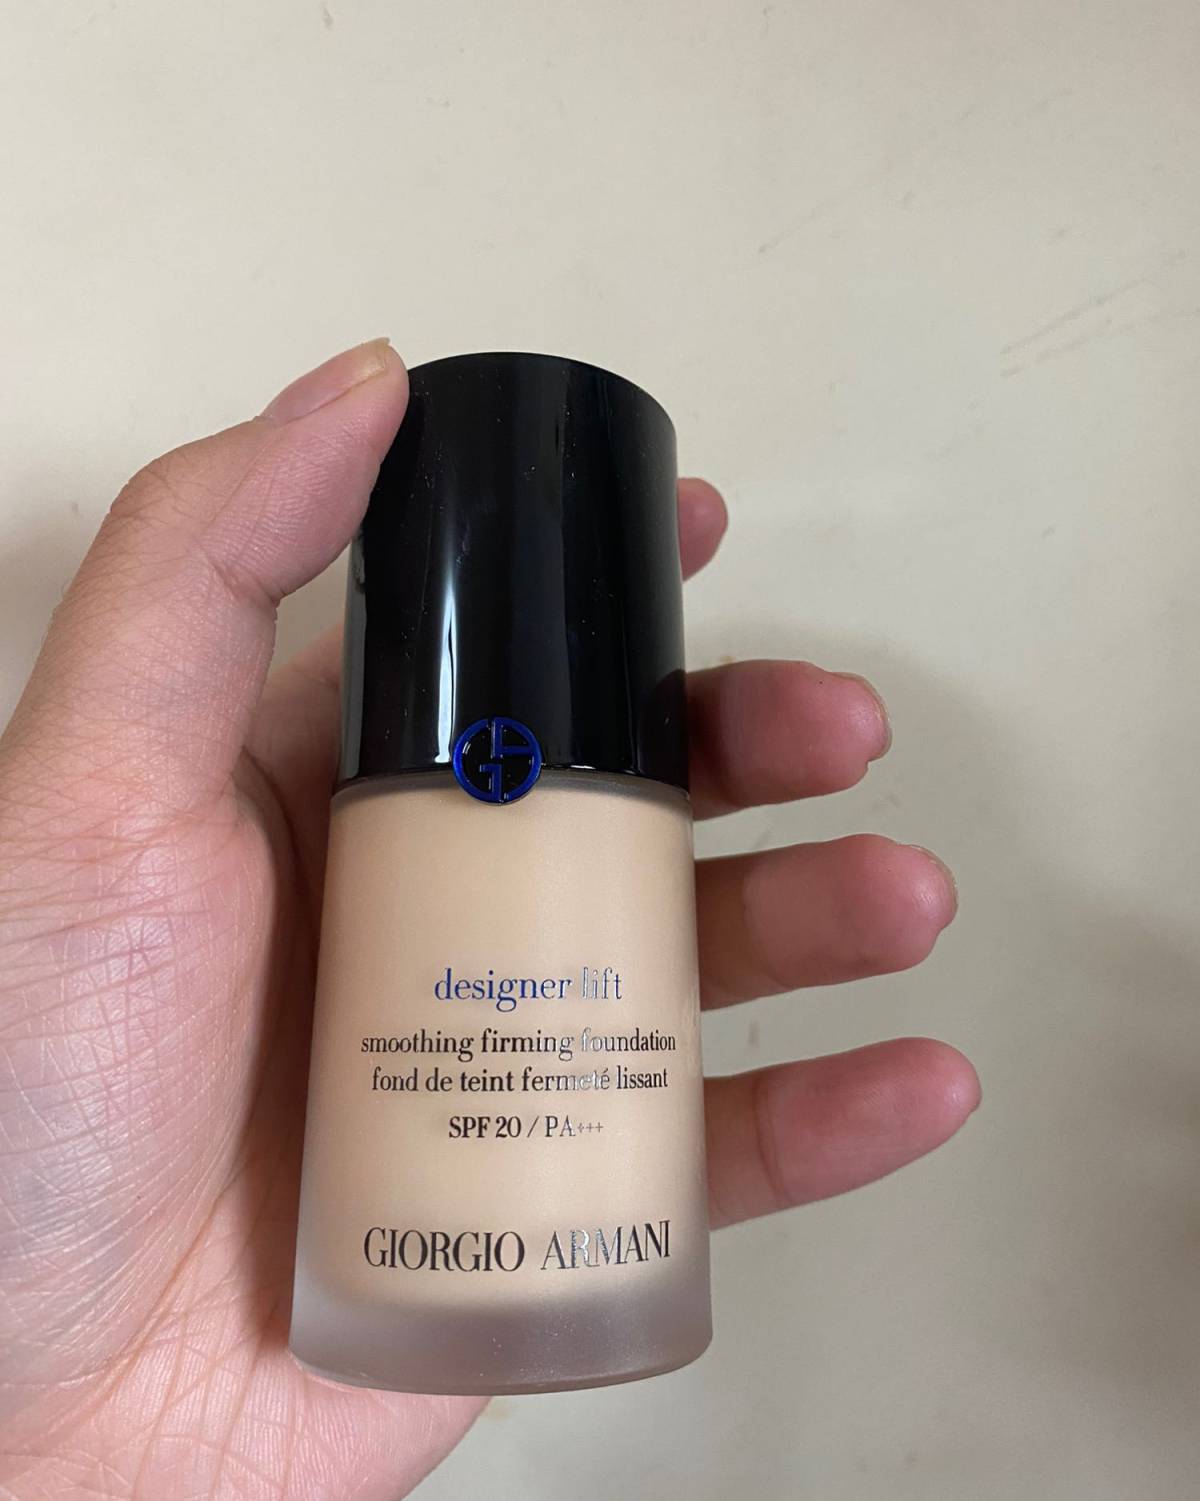 designer lift
smoothing firming foundation
fond de teint fermeté lissant
SPF 20 / PA+++
GIORGIO ARMANI